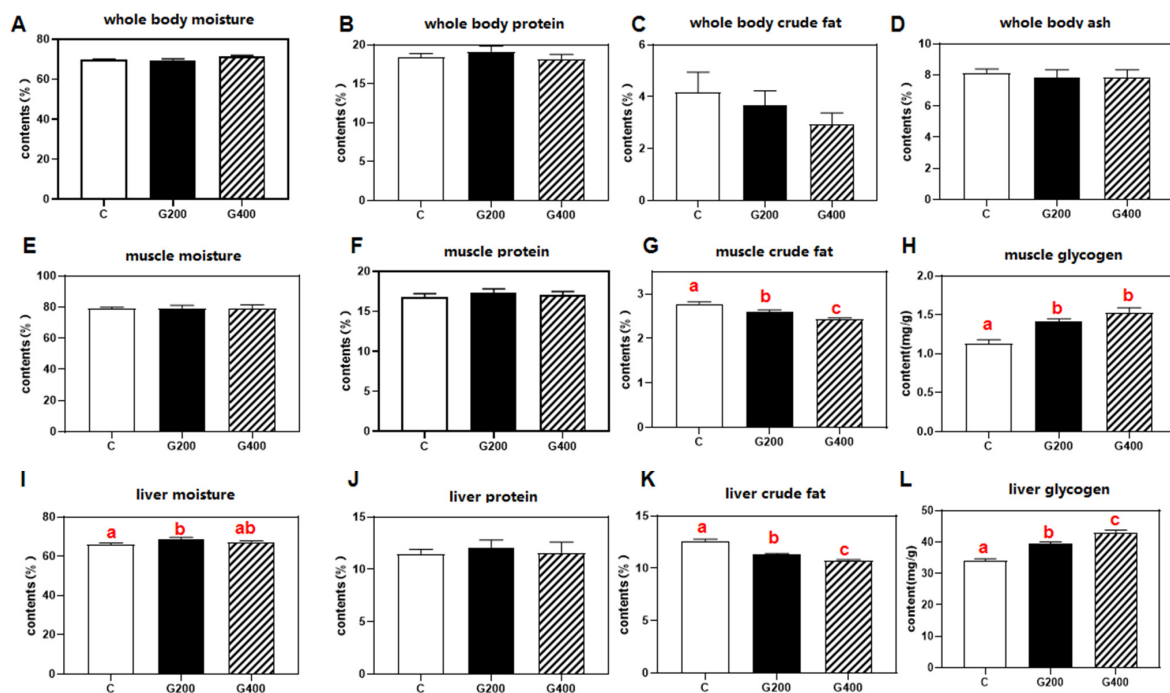 A
whole body moisture
contents(%)
80
60
40
20
0
C G200 G400
B
whole body protein
contents(%)
20
15
10
5
0
C G200 G400
C
whole body crude fat
contents(%)
6
4
2
0
C G200 G400
D
whole body ash
contents(%)
10
8
6
4
2
0
C G200 G400
E
muscle moisture
contents(%)
100
80
60
40
20
0
C G200 G400
F
muscle protein
contents(%)
20
15
10
5
0
C G200 G400
G
muscle crude fat
contents(%)
3
2
1
0
a b c
C G200 G400
H
muscle glycogen
content(mg/g)
2.0
1.5
1.0
0.5
0.0
a b b
C G200 G400
I
liver moisture
contents(%)
80
60
40
20
0
a b ab
C G200 G400
J
liver protein
contents(%)
15
10
5
0
C G200 G400
K
liver crude fat
contents(%)
15
10
5
0
a b c
C G200 G400
L
liver glycogen
content(mg/g)
50
40
30
20
10
0
a b c
C G200 G400